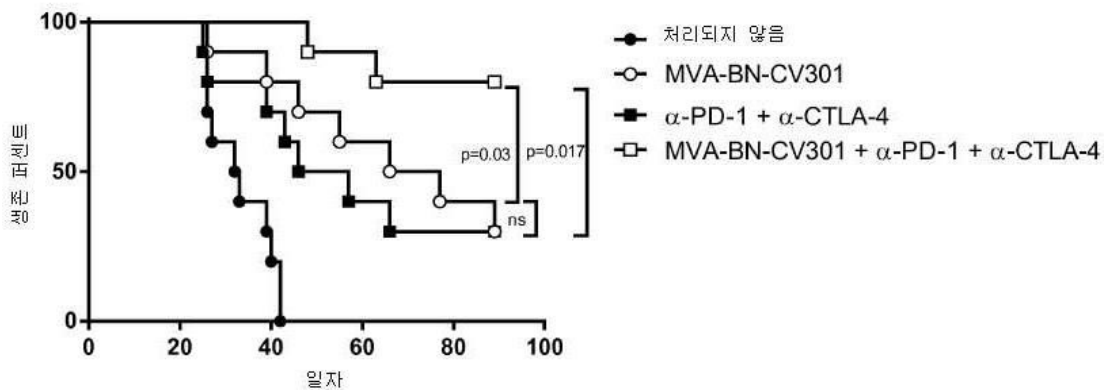 100
50
0
생존 퍼센트
0 20 40 60 80 100
일자
p=0.03
p=0.017
ns
처리되지 않음
MVA-BN-CV301
α-PD-1 + α-CTLA-4
MVA-BN-CV301 + α-PD-1 + α-CTLA-4